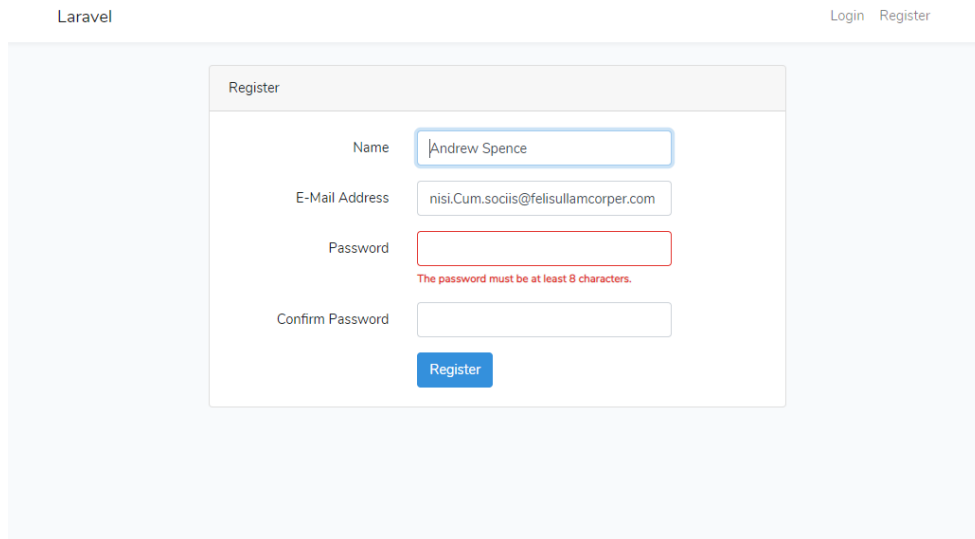 Laravel
Login Register
Register
Name
Andrew Spence
E-Mail Address
nisi.Cum.sociis@felisullamcorper.com
Password
The password must be at least 8 characters.
Confirm Password
Register